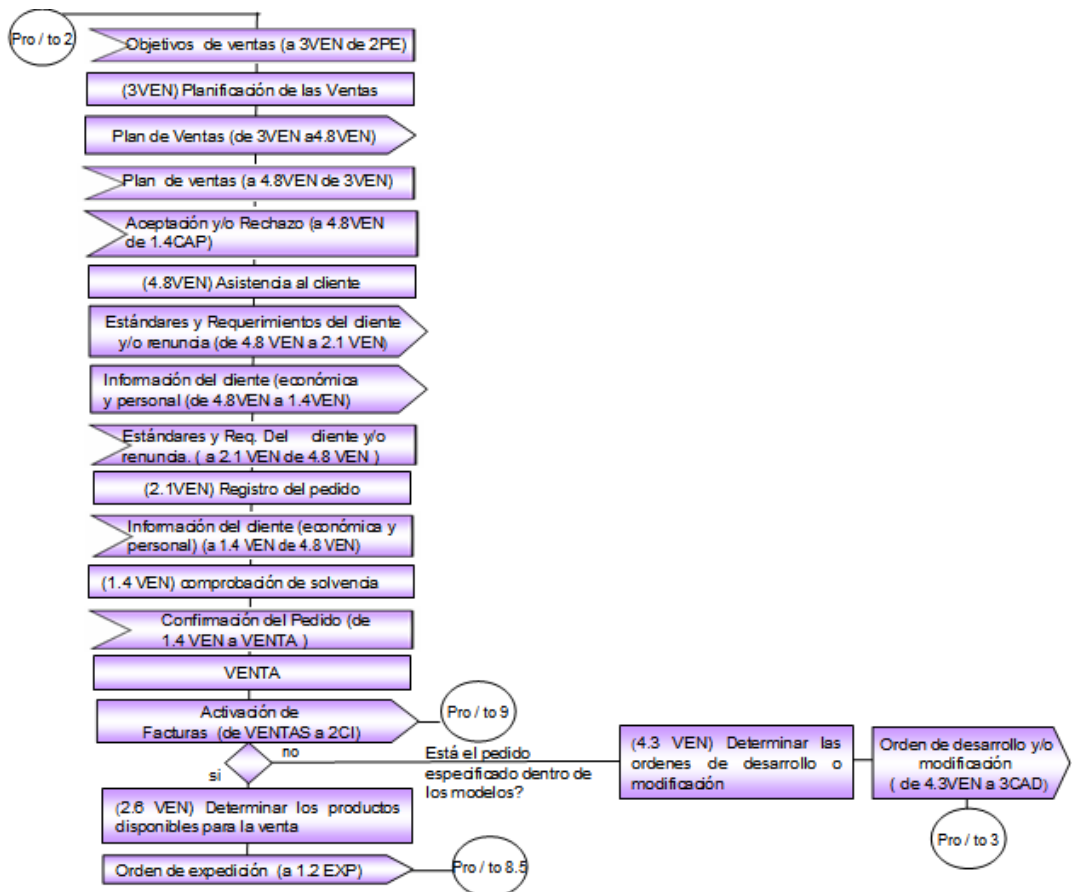 Pro / to 2
Objetivos de ventas (a 3VEN de 2PE)
(3VEN) Planificación de las Ventas
Plan de Ventas (de 3VEN a4.8VEN)
Plan de ventas (a 4.8VEN de 3VEN)
Aceptación y/o Rechazo (a 4.8VEN
de 1.4CAP)
(4.8VEN) Asistencia al cliente
Estándares y Requerimientos del cliente
y/o renuncia (de 4.8 VEN a 2.1 VEN)
Información del cliente (económica
y personal (de 4.8VEN a 1.4VEN)
Estándares y Req. Del cliente y/o
renuncia. ( a 2.1 VEN de 4.8 VEN )
(2.1VEN) Registro del pedido
Información del cliente (económica y
personal) (a 1.4 VEN de 4.8 VEN)
(1.4 VEN) comprobación de solvencia
Confirmación del Pedido (de
1.4 VEN a VENTA )
VENTA
Activación de
Facturas (de VENTAS a 2CI)
Pro / to 9
no
si
Está el pedido
especificado dentro de
los modelos?
(4.3 VEN) Determinar las
ordenes de desarrollo o
modificación
Orden de desarrollo y/o
modificación
( de 4.3VEN a 3CAD)
Pro / to 3
(2.6 VEN) Determinar los productos
disponibles para la venta
Orden de expedición (a 1.2 EXP)
Pro / to 8.5